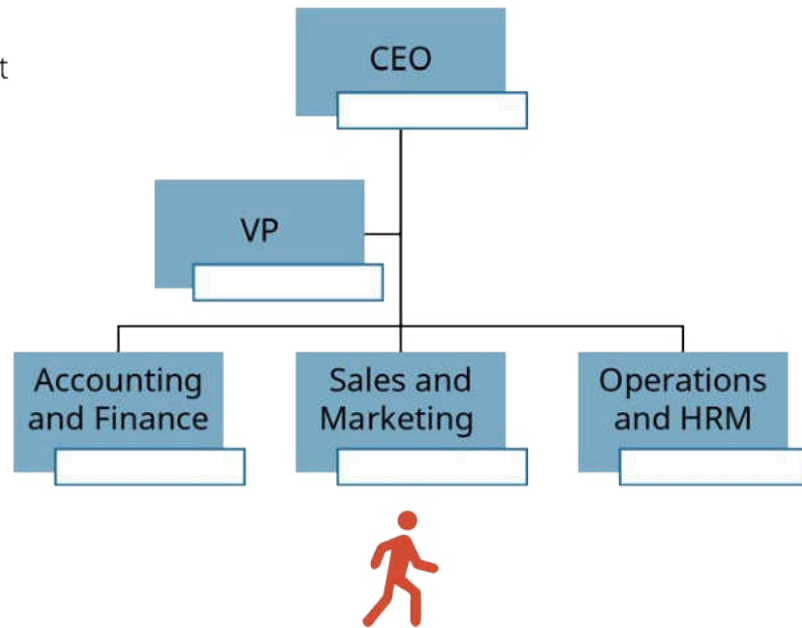 t
CEO
VP
Accounting
and Finance
Sales and
Marketing
Operations
and HRM